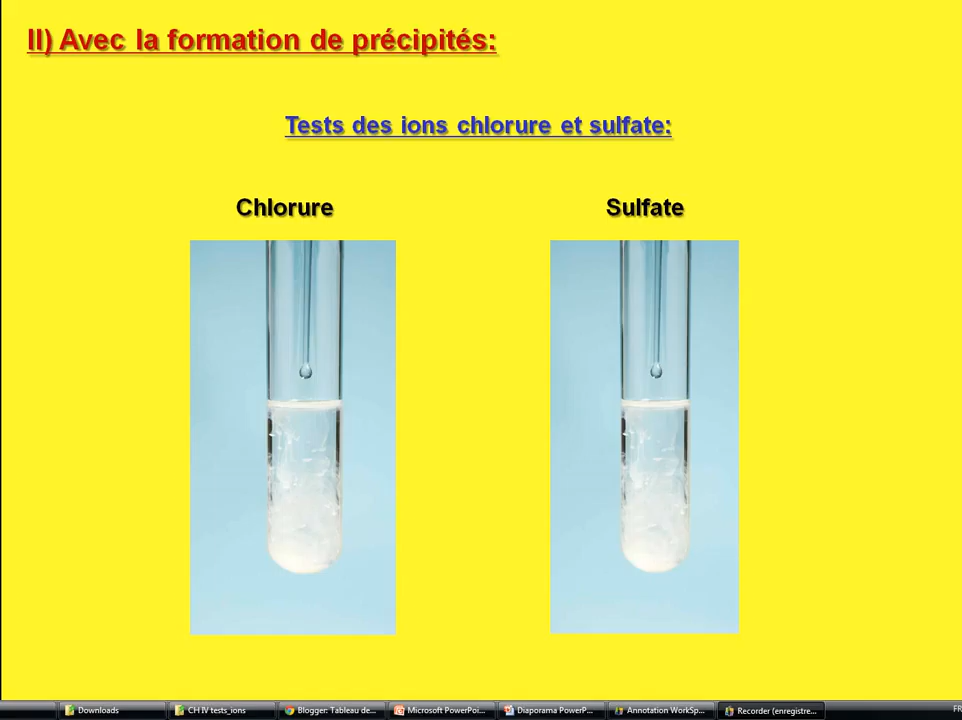 II) Avec la formation de précipités:
Tests des ions chlorure et sulfate:
Chlorure
Sulfate
Downloads
CH IV tests_ions
Blogger: Tableau de...
Microsoft PowerPoi...
Diaporama PowerP...
Annotation WorkSp...
Recorder (enregistre...
FR